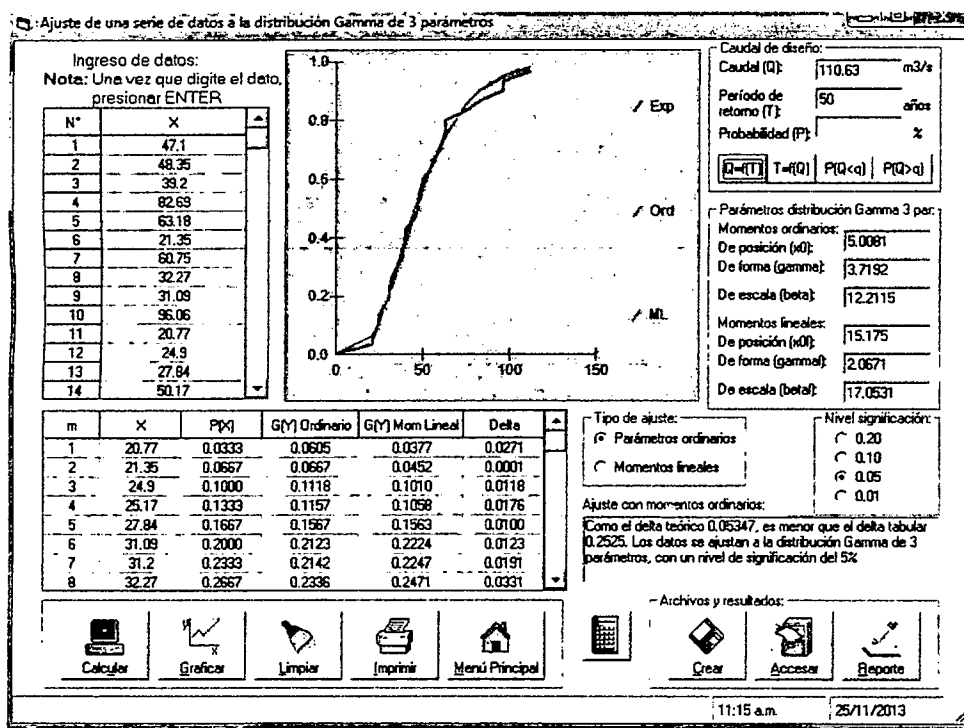 :Ajuste de una serie de datos a la distribución Gamma de 3 parámetros
Ingreso de datos:
Nota: Una vez que digite el dato,
presionar ENTER
N° X
1 47.1
2 48.35
3 39.2
4 82.69
5 63.18
6 21.35
7 60.75
8 32.27
9 31.09
10 96.06
11 20.77
12 24.9
13 27.84
14 50.17
1.0
0.8
0.6
0.4
0.2
0.0
0 50 100 150
Exp
Ord
ML
Caudal de diseño:
Caudal (Q): 110.63 m3/s
Período de
retorno (T): 50 años
Probabilidad (P): %
Q=f(T) T=f(Q) P(Q<q) P(Q>q)
Parámetros distribución Gamma 3 par:
Momentos ordinarios:
De posición (x0): 5.0081
De forma (gamma): 3.7192
De escala (beta): 12.2115
Momentos lineales:
De posición (x0l): 15.175
De forma (gammal): 2.0671
De escala (betal): 17.0531
m X P(X) G(Y) Ordinario G(Y) Mom Lineal Delta
1 20.77 0.0333 0.0605 0.0377 0.0271
2 21.35 0.0667 0.0667 0.0452 0.0001
3 24.9 0.1000 0.1118 0.1010 0.0118
4 25.17 0.1333 0.1157 0.1058 0.0176
5 27.84 0.1667 0.1567 0.1563 0.0100
6 31.09 0.2000 0.2123 0.2224 0.0123
7 31.2 0.2333 0.2142 0.2247 0.0191
8 32.27 0.2667 0.2336 0.2471 0.0331
Tipo de ajuste:
Parámetros ordinarios
Momentos lineales
Nivel significación:
0.20
0.10
0.05
0.01
Ajuste con momentos ordinarios:
Como el delta teórico 0.05347, es menor que el delta tabular
0.2525. Los datos se ajustan a la distribución Gamma de 3
parámetros, con un nivel de significación del 5%
Calcular Graficar Limpiar Imprimir Menú Principal
Archivos y resultados:
Crear Accesar Reporte
11:15 a.m. 25/11/2013